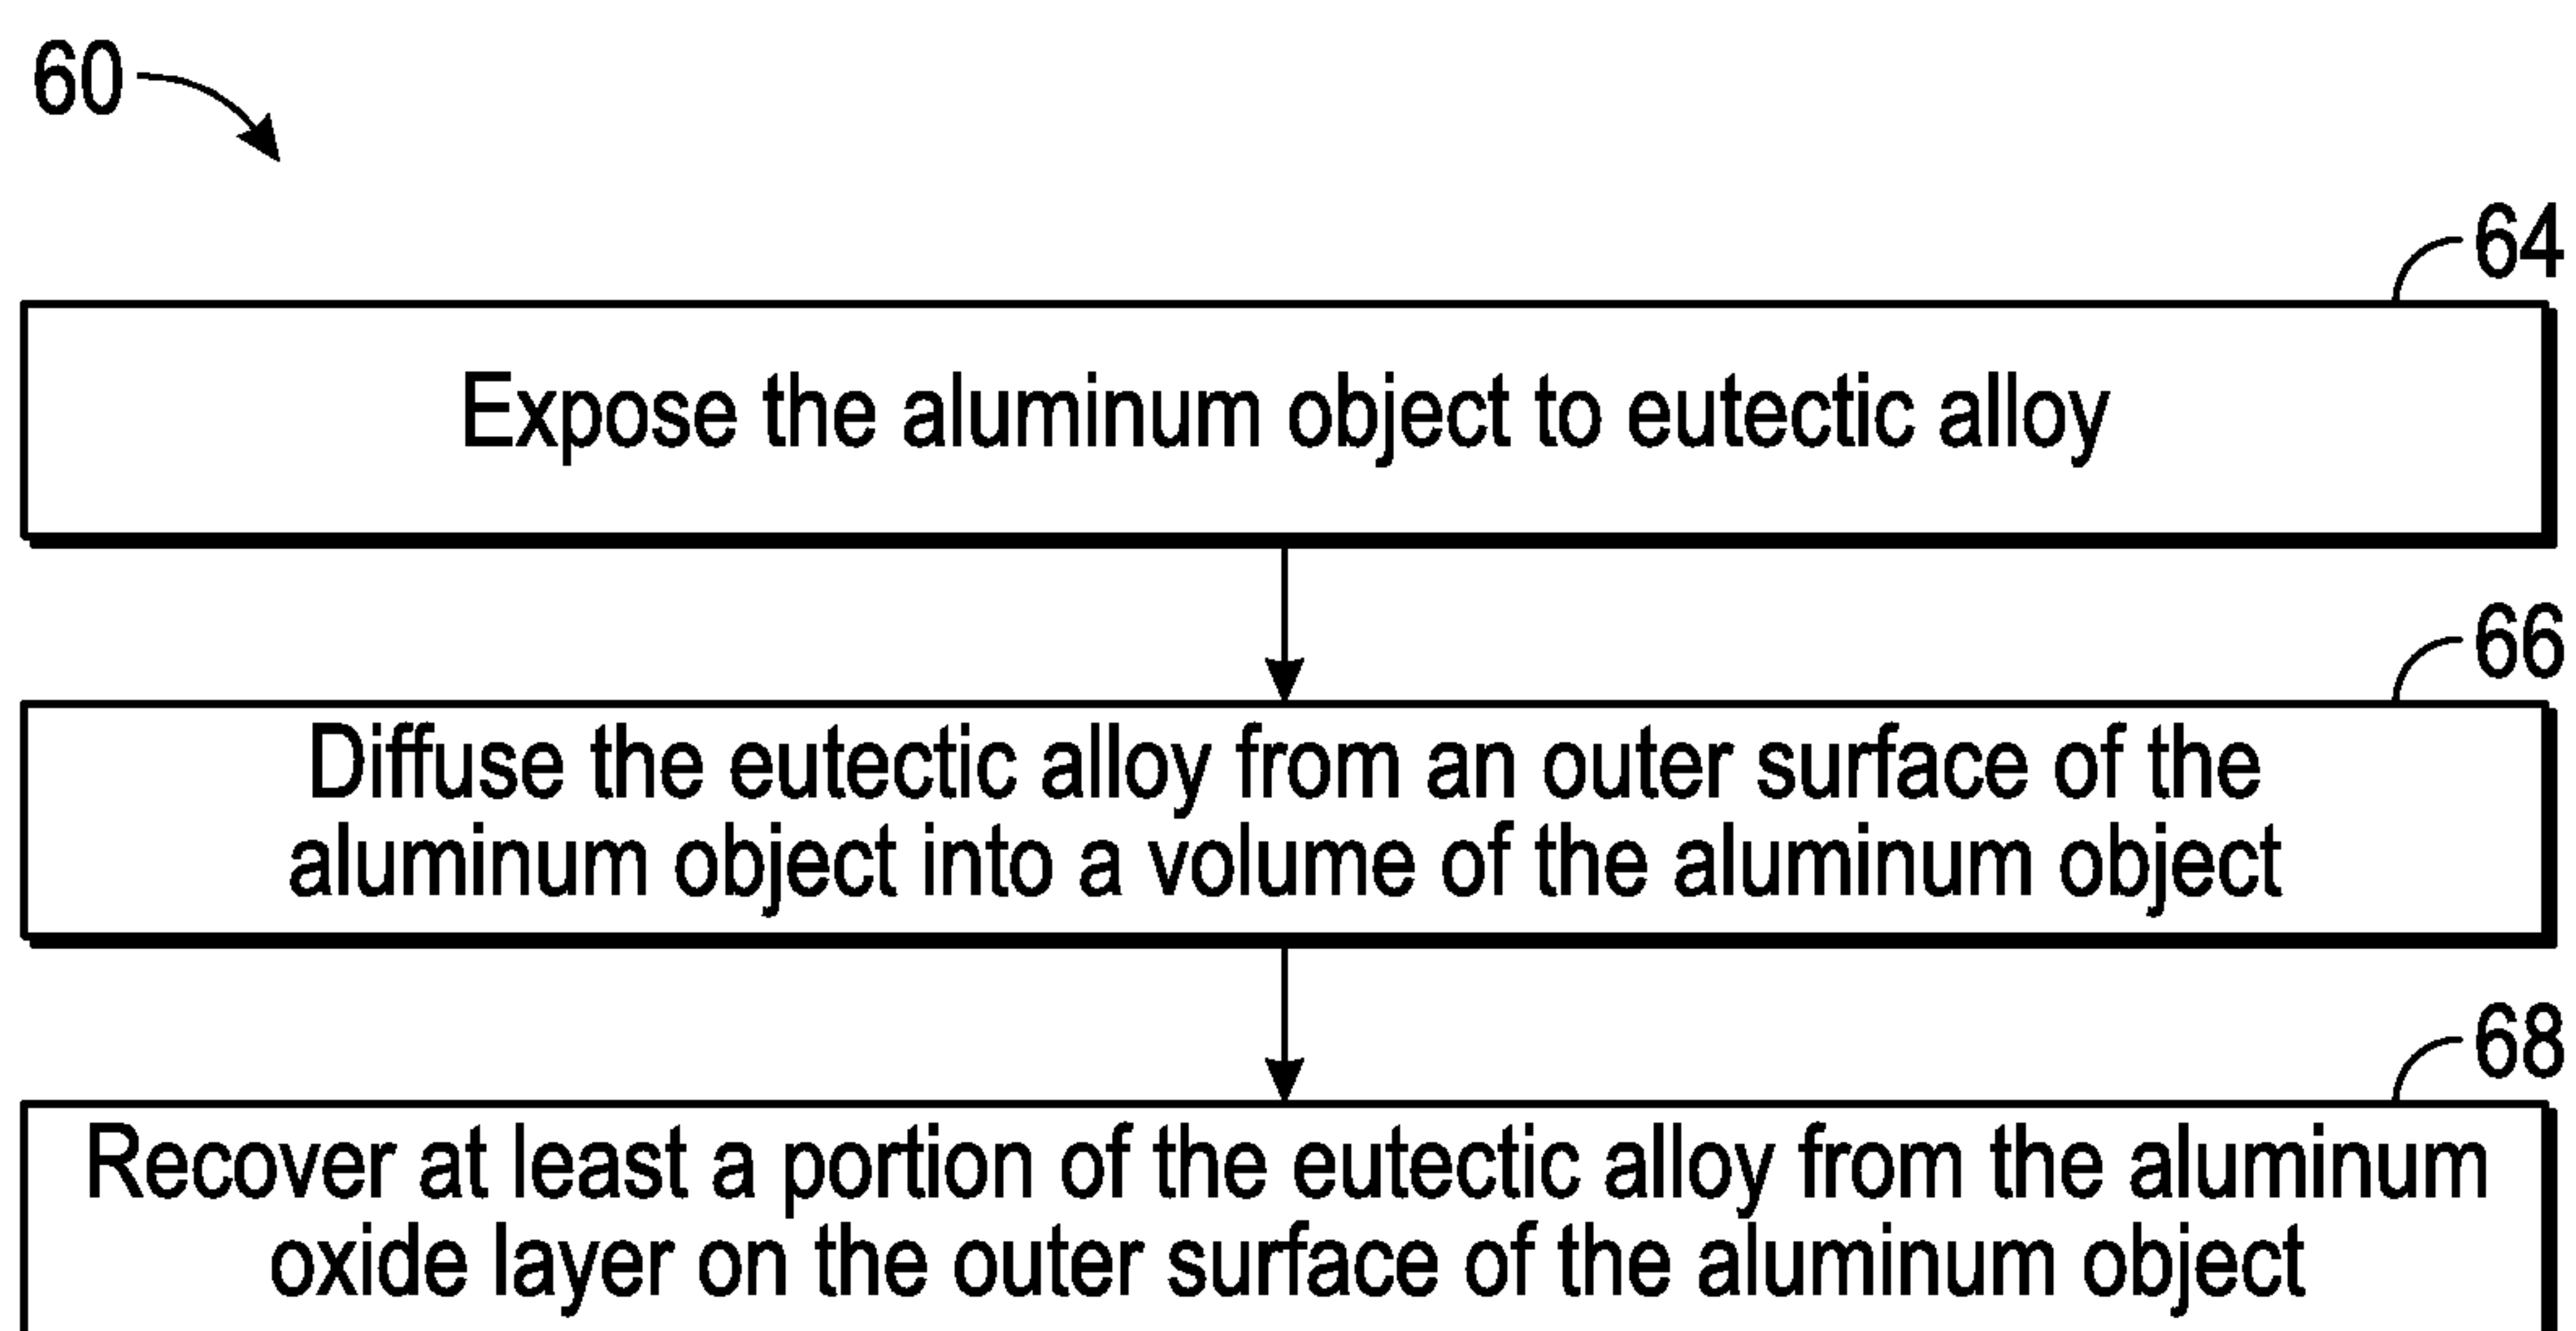 60
64
Expose the aluminum object to eutectic alloy
66
Diffuse the eutectic alloy from an outer surface of the
aluminum object into a volume of the aluminum object
68
Recover at least a portion of the eutectic alloy from the aluminum
oxide layer on the outer surface of the aluminum object